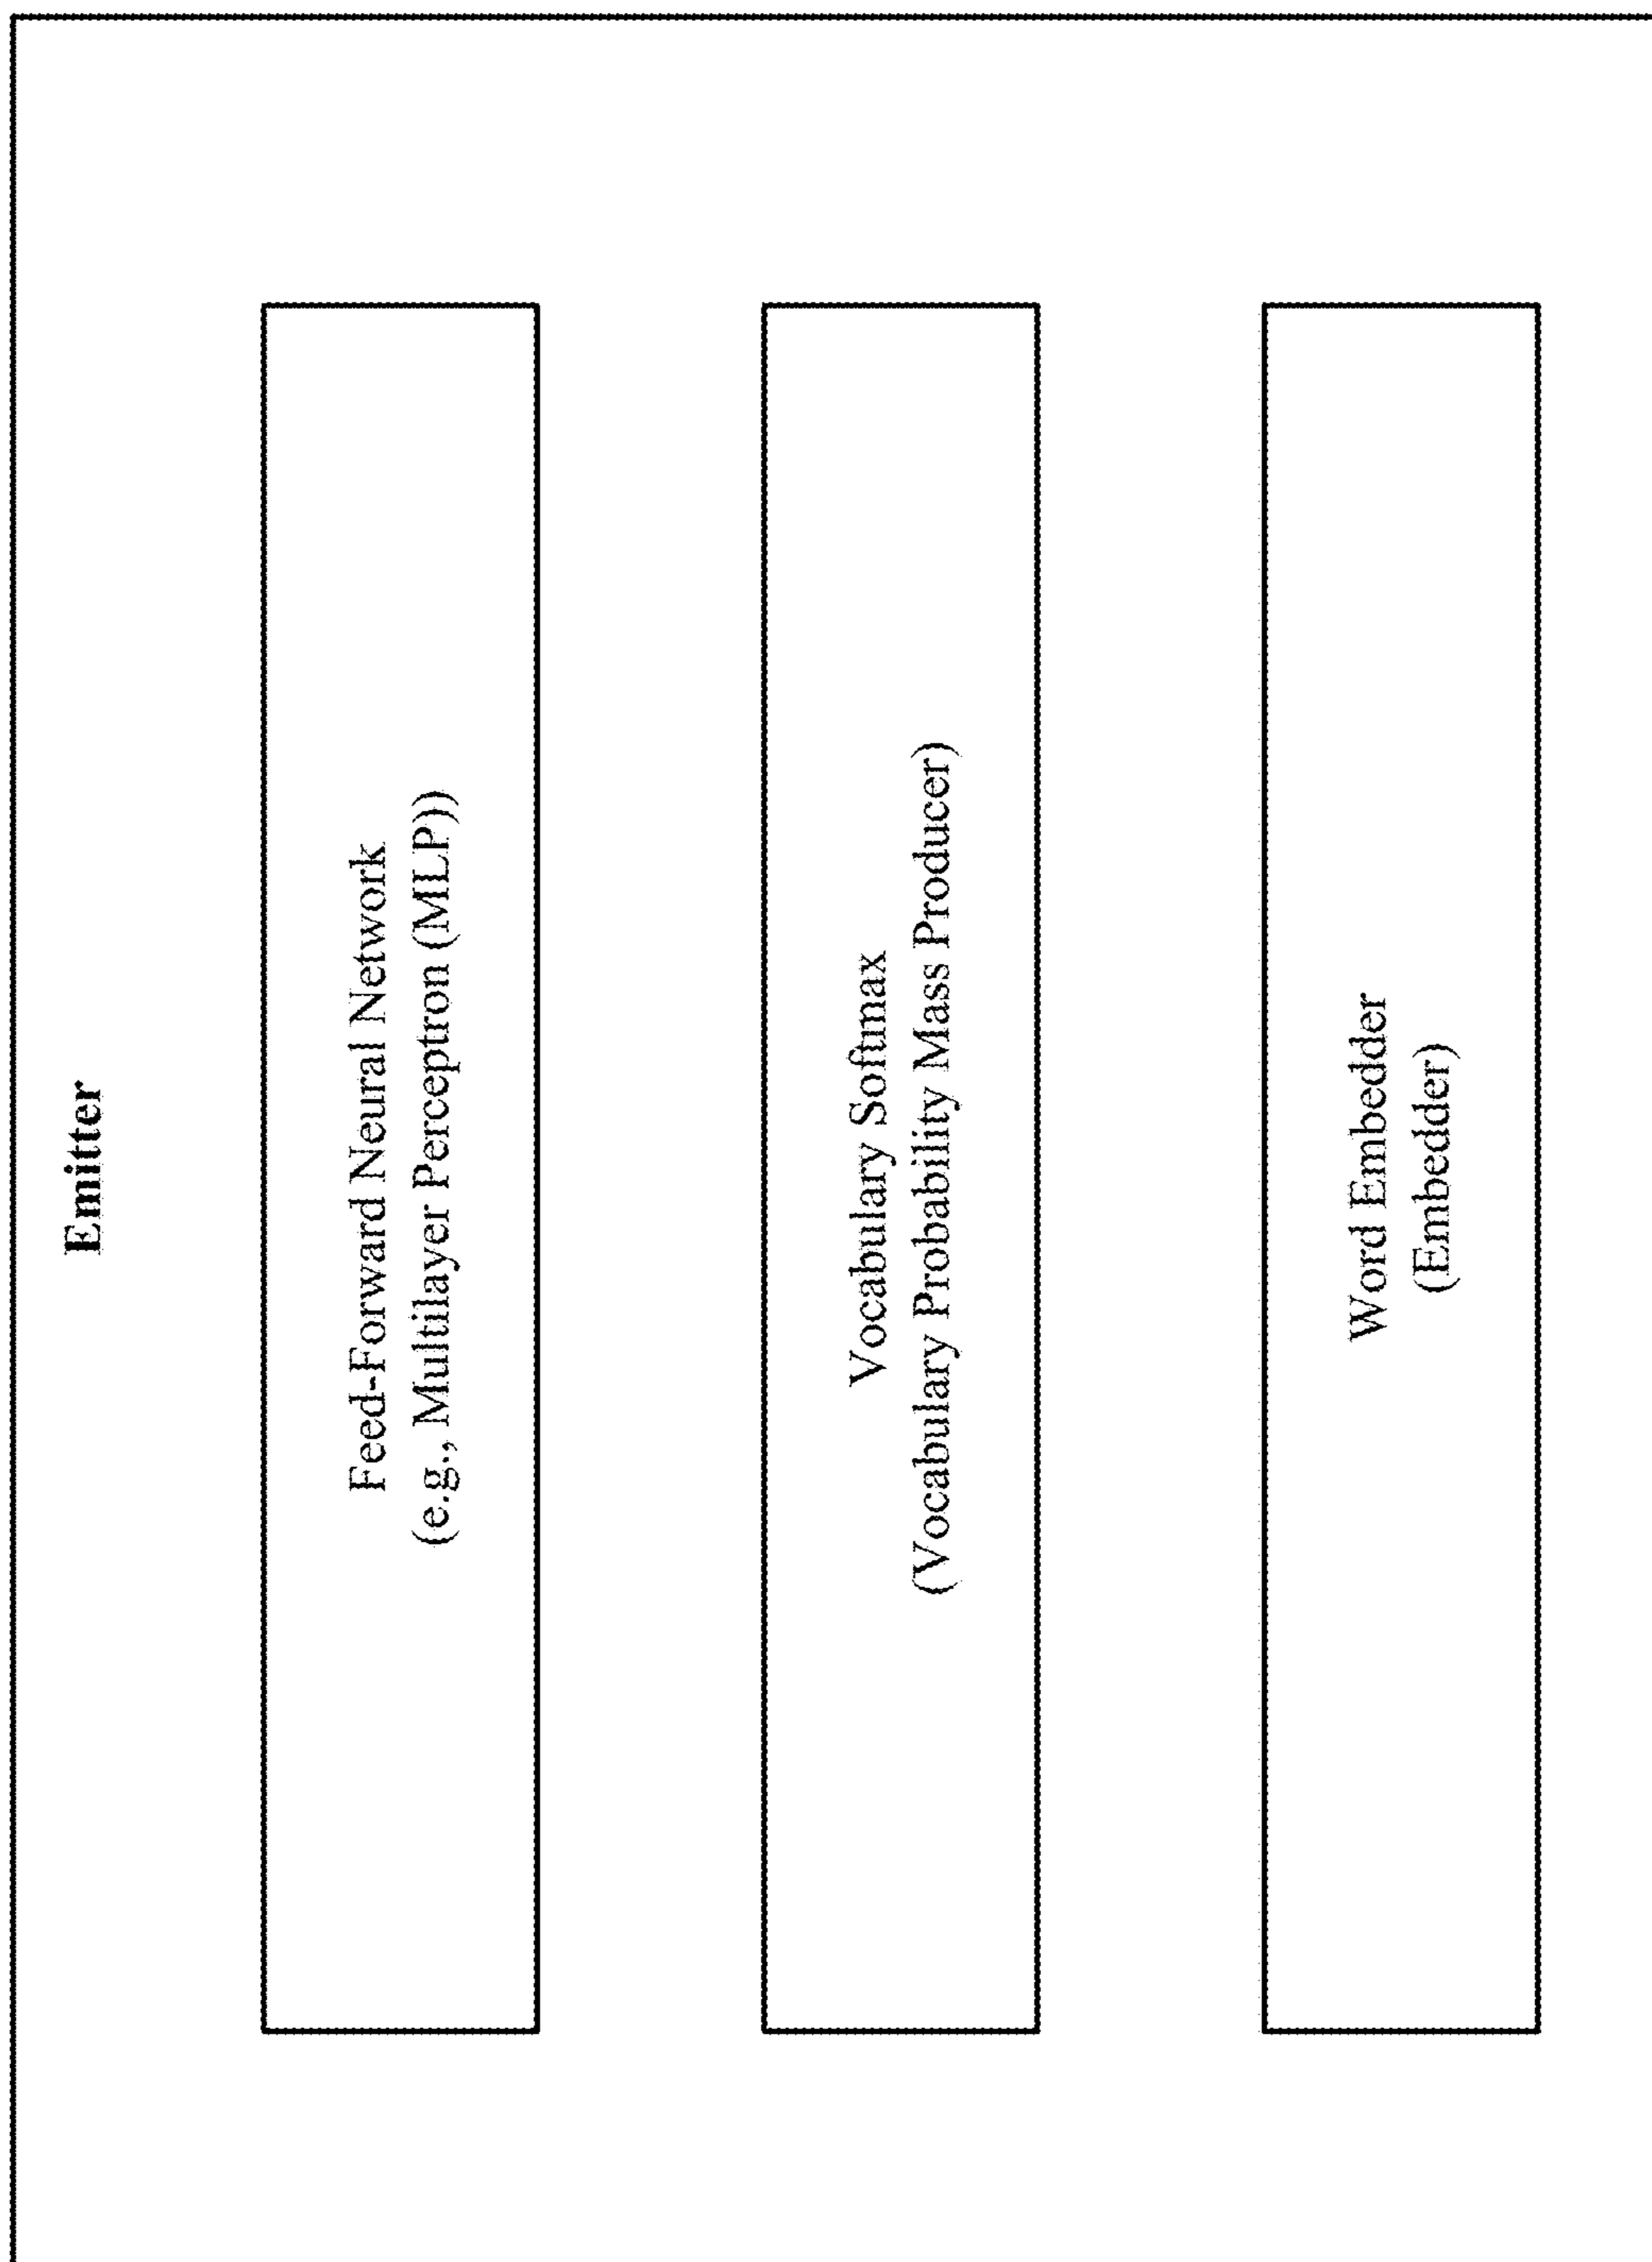 Emitter
Feed-Forward Neural Network
(e.g., Multilayer Perceptron (MLP))
Vocabulary Softmax
(Vocabulary Probability Mass Producer)
Word Embedder
(Embedder)